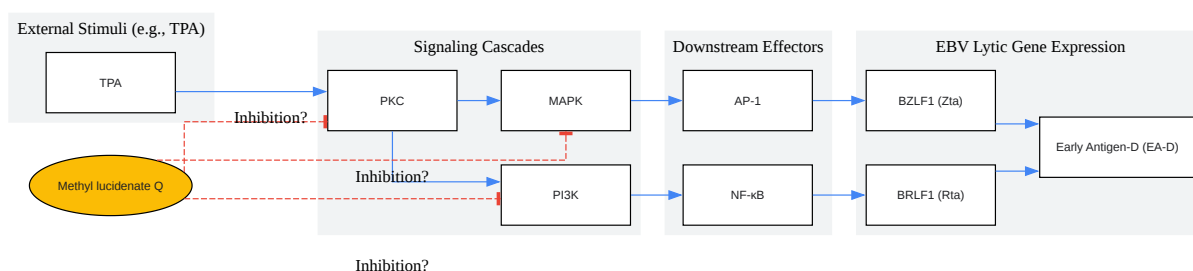 External Stimuli (e.g., TPA)
TPA
Signaling Cascades
PKC
MAPK
PI3K
Downstream Effectors
AP-1
NF-κB
EBV Lytic Gene Expression
BZLF1 (Zta)
BRLF1 (Rta)
Early Antigen-D (EA-D)
Methyl lucidenate Q
Inhibition?
Inhibition?
Inhibition?